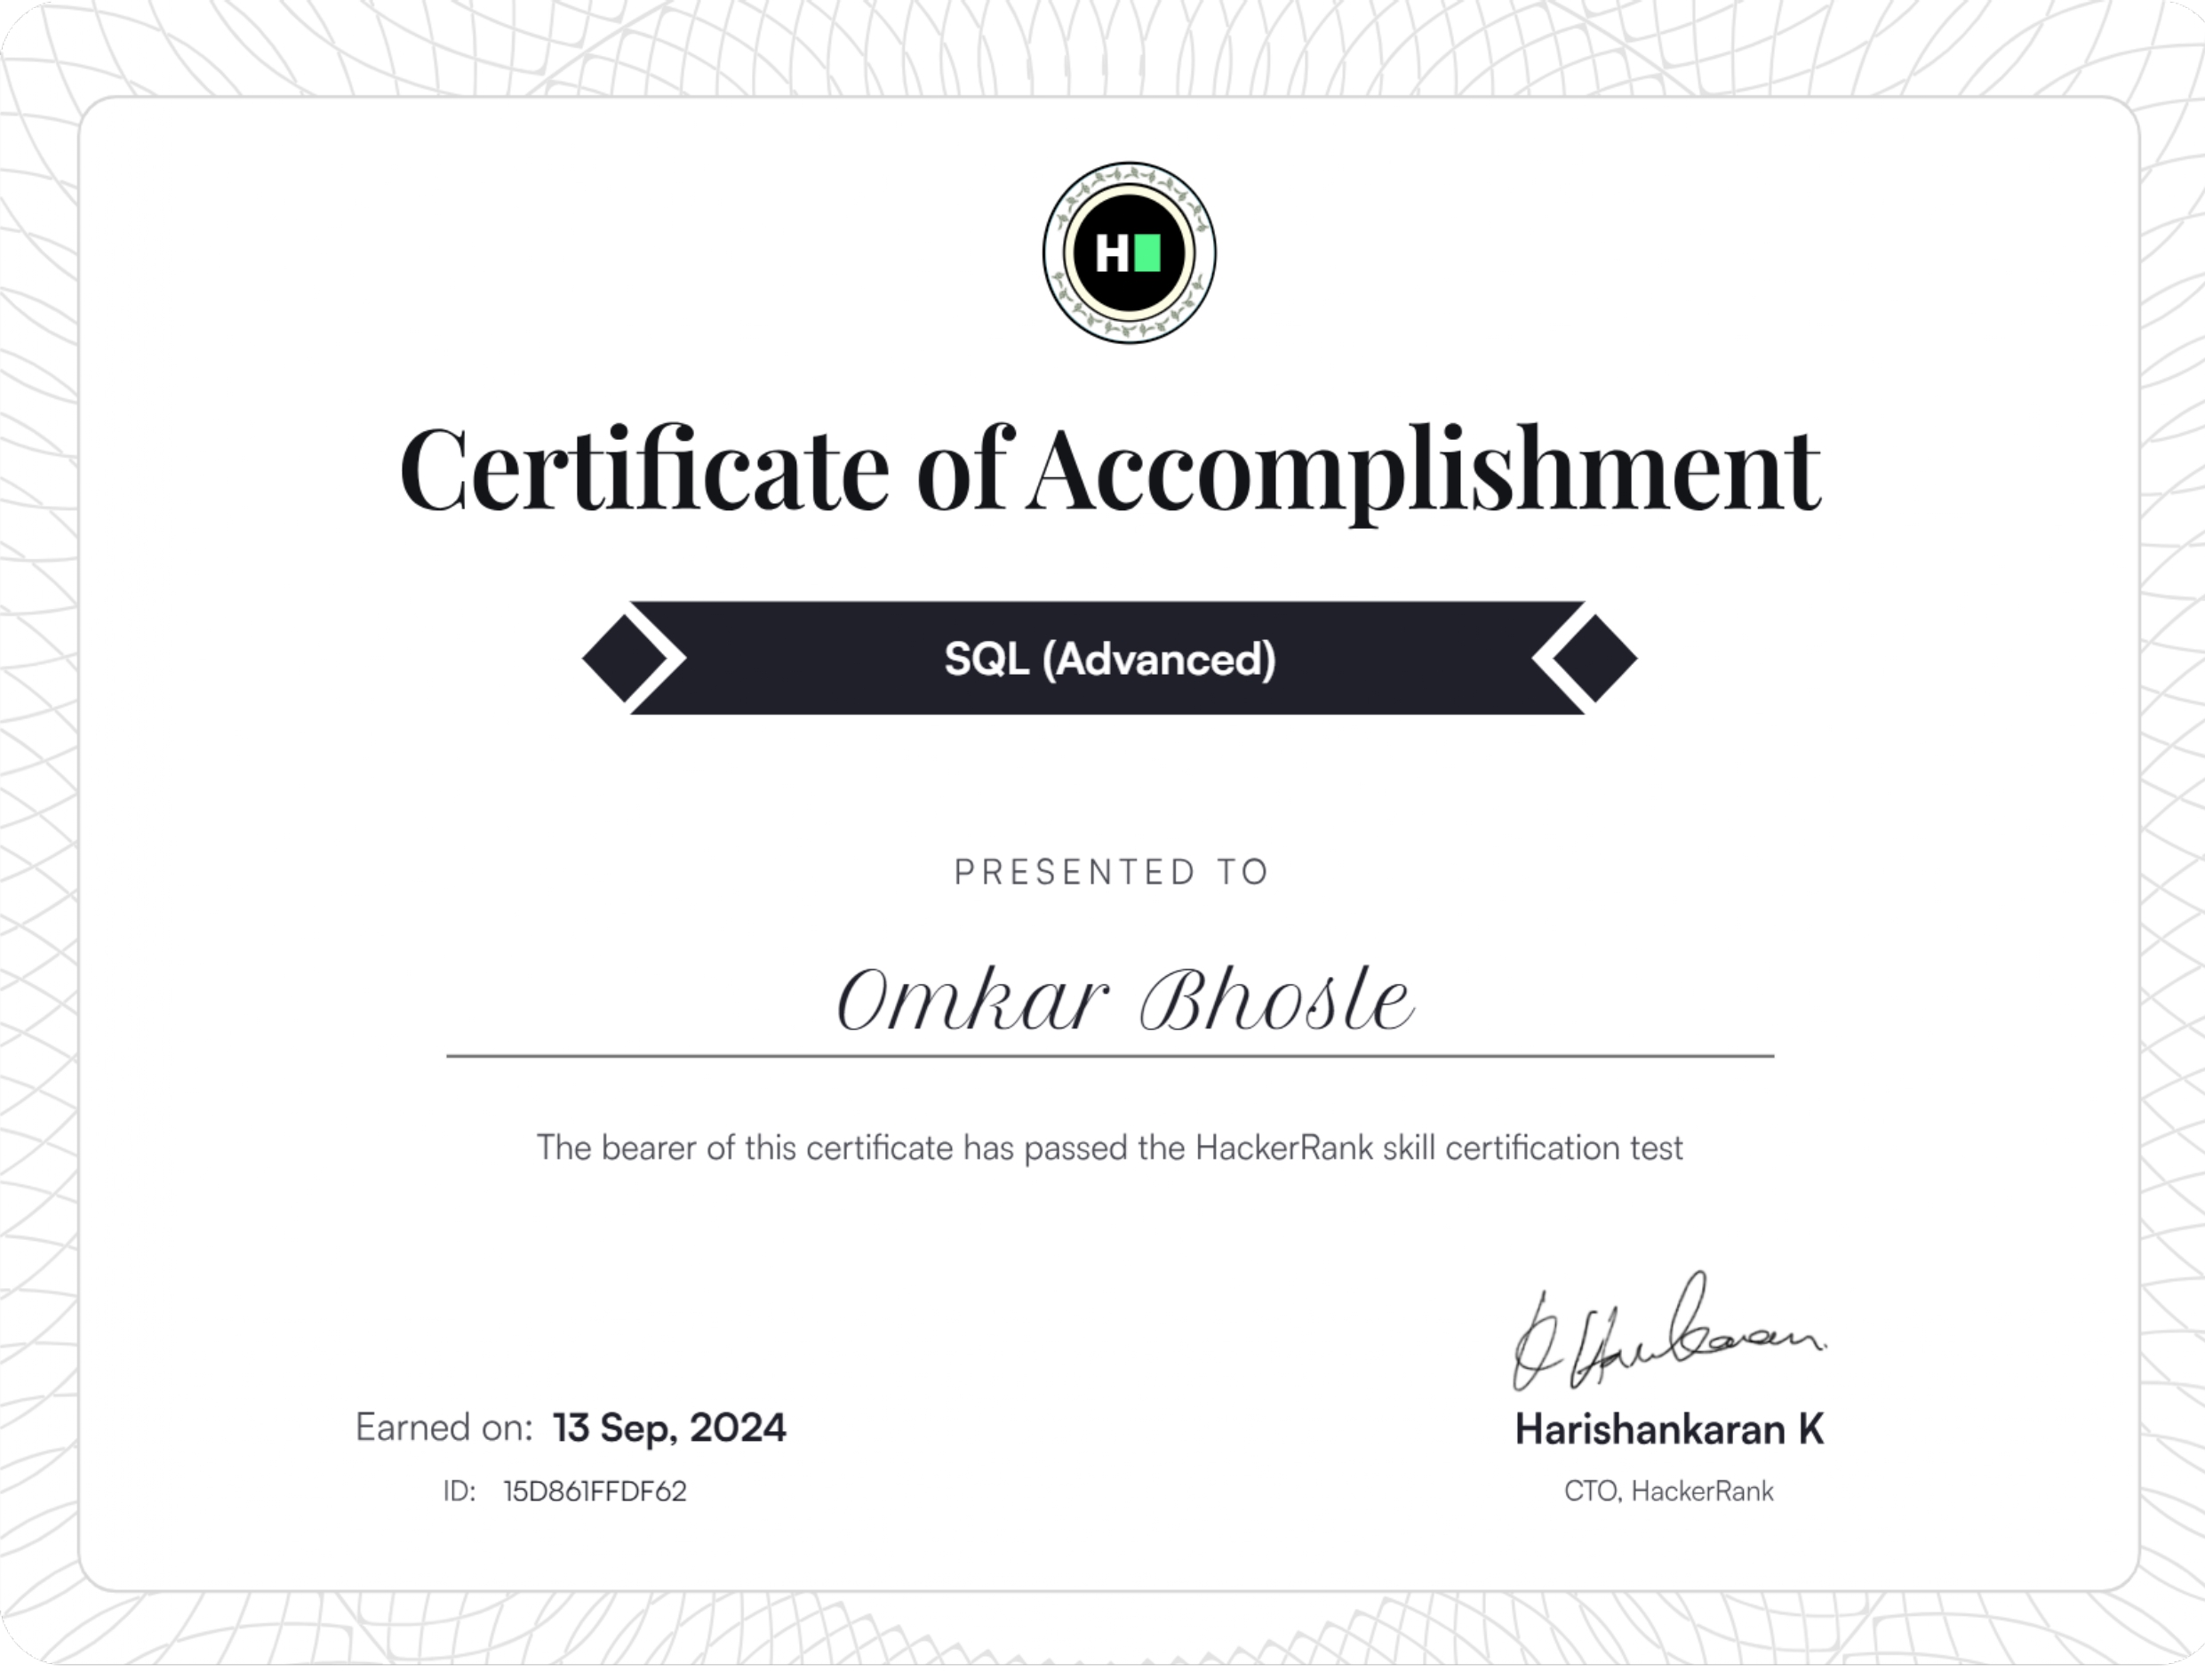 H
Certificate of Accomplishment
SQL (Advanced)
PRESENTED TO
Omkar Bhosle
The bearer of this certificate has passed the HackerRank skill certification test
Earned on: 13 Sep, 2024
ID: 15D861FFDF62
Harishankaran K
CTO, HackerRank